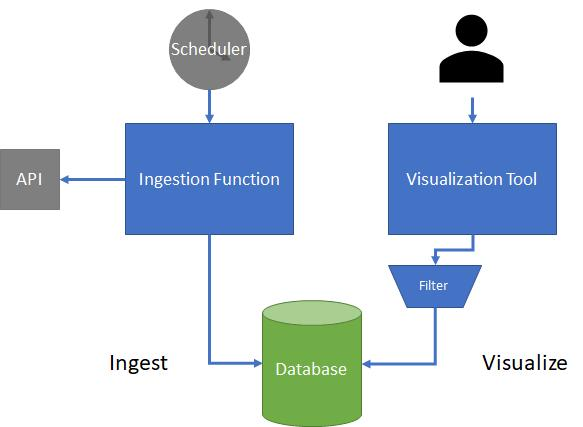 Scheduler
API
Ingestion Function
Visualization Tool
Filter
Database
Ingest
Visualize